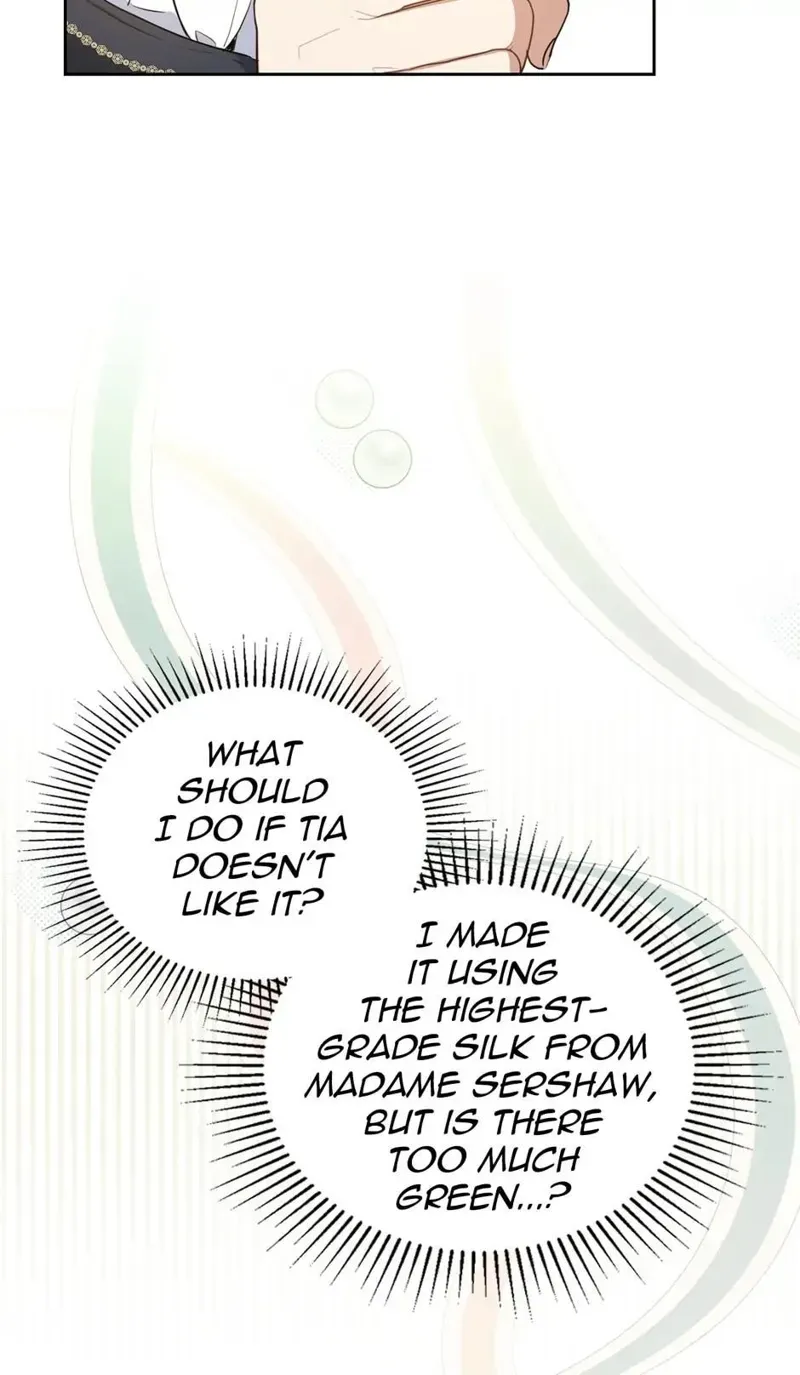 WHAT
SHOULD
I DO IF TIA
DOESN'T
LIKE IT?
I MADE
IT USING
THE HIGHEST-
GRADE SILK FROM
MADAME SERSHAW,
BUT IS THERE
TOO MUCH
GREEN...?